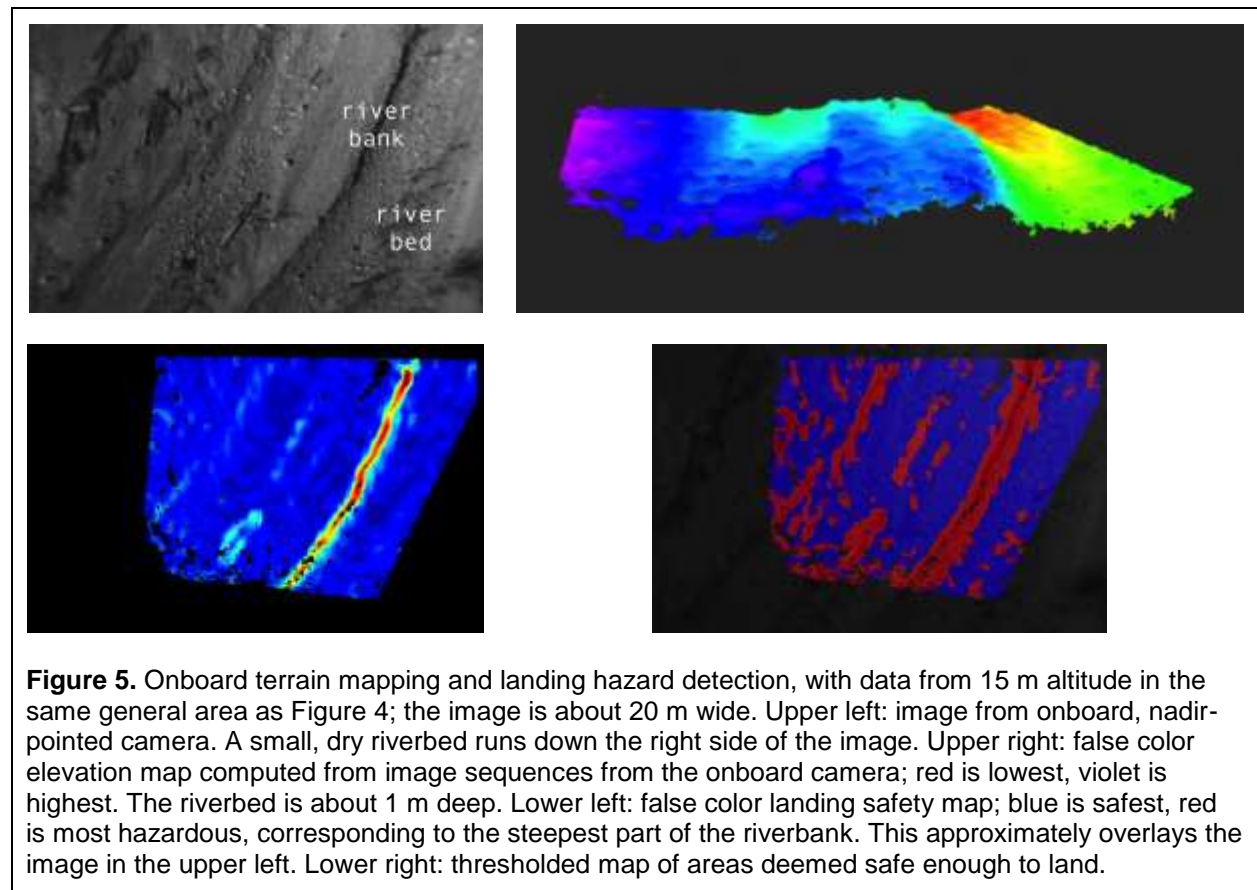 river
bank
river
bed
Figure 5. Onboard terrain mapping and landing hazard detection, with data from 15 m altitude in the
same general area as Figure 4; the image is about 20 m wide. Upper left: image from onboard, nadir-
pointed camera. A small, dry riverbed runs down the right side of the image. Upper right: false color
elevation map computed from image sequences from the onboard camera; red is lowest, violet is
highest. The riverbed is about 1 m deep. Lower left: false color landing safety map; blue is safest, red
is most hazardous, corresponding to the steepest part of the riverbank. This approximately overlays the
image in the upper left. Lower right: thresholded map of areas deemed safe enough to land.